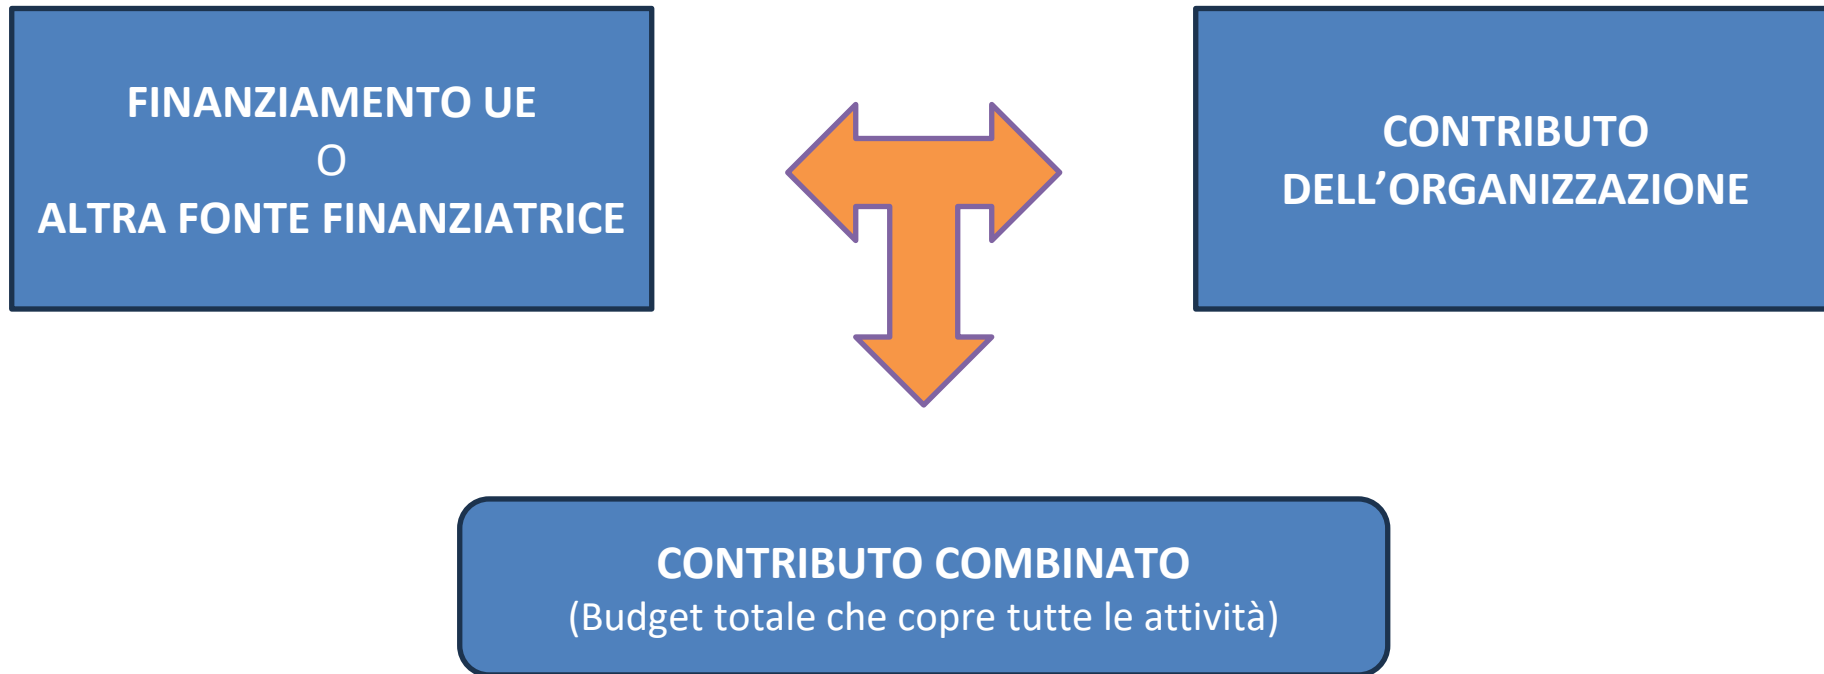 FINANZIAMENTO UE
O
ALTRA FONTE FINANZIATRICE
CONTRIBUTO
DELL’ORGANIZZAZIONE
CONTRIBUTO COMBINATO
(Budget totale che copre tutte le attività)